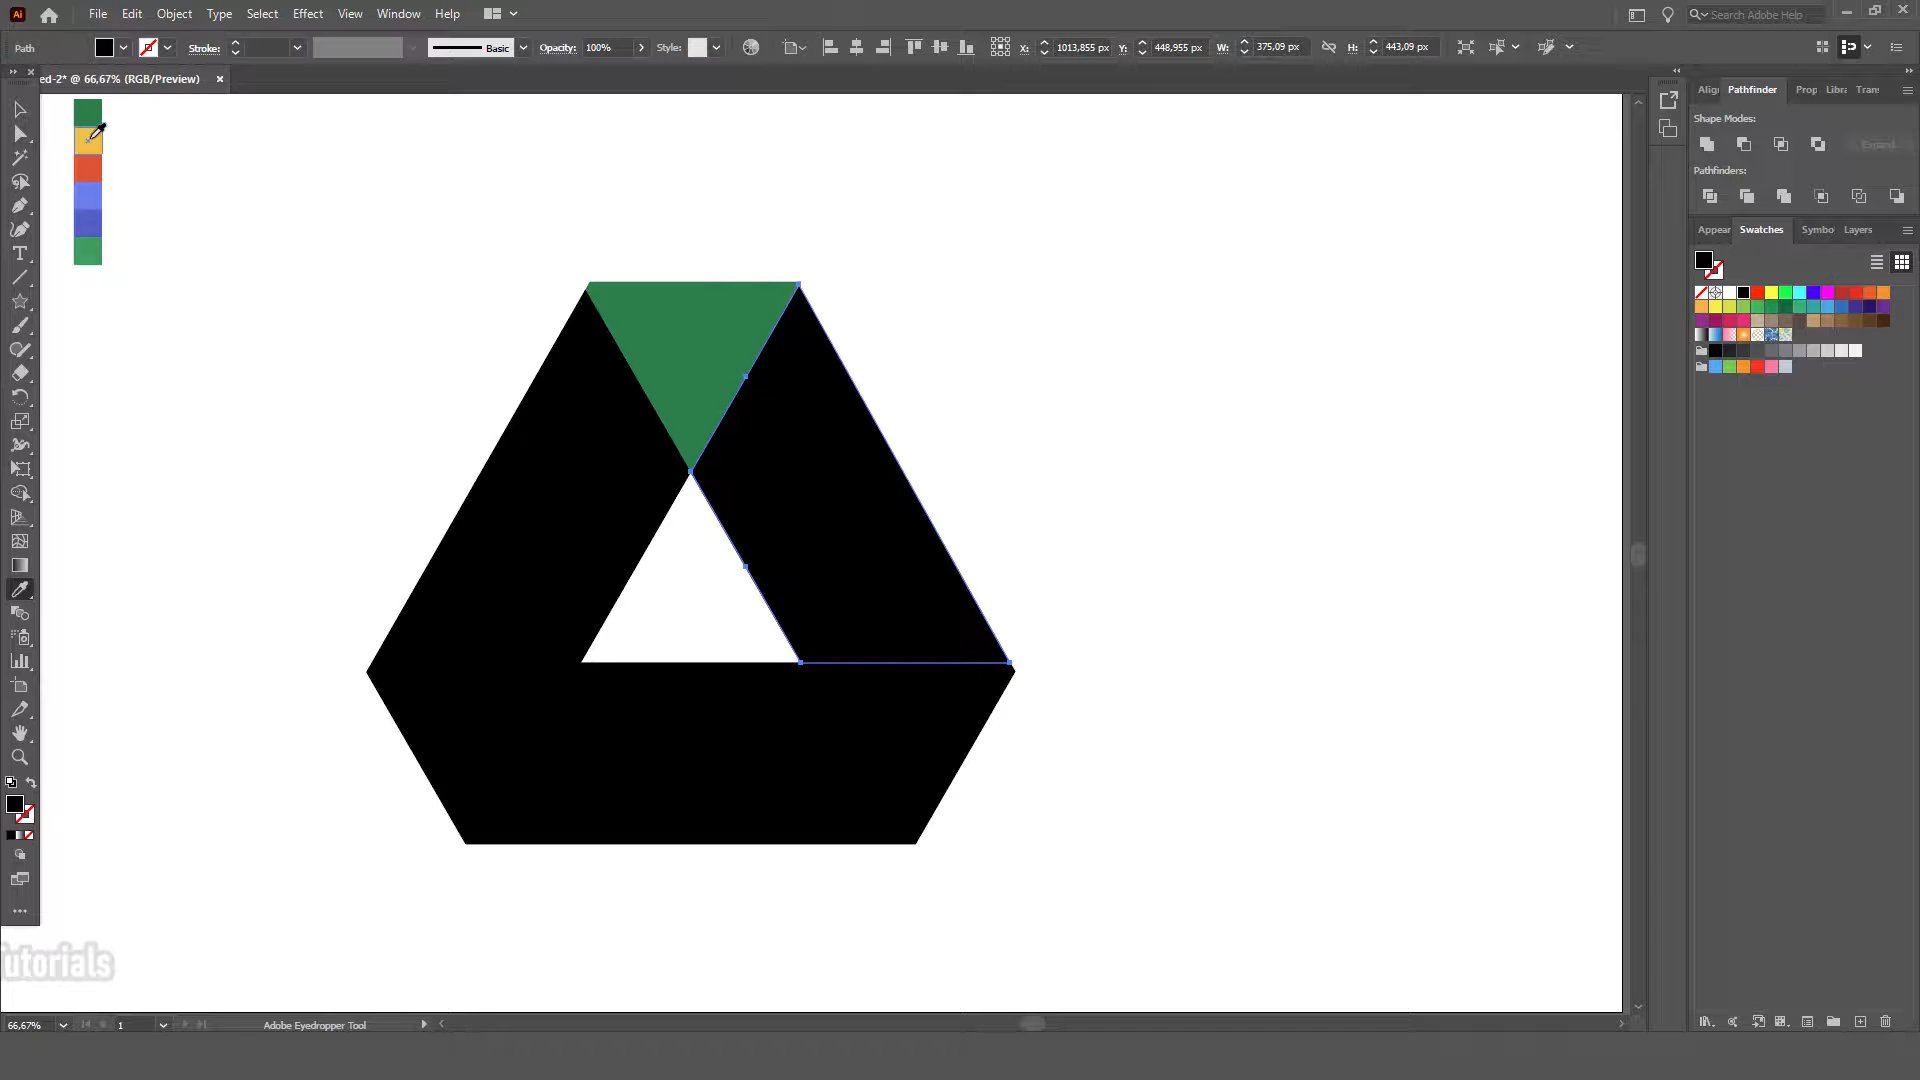 Ai File Edit Object Type Select Effect View Window Help Search Adobe Help
Path Stroke: Basic Opacity: 100% Style: X: 1013,855 px Y: 448,955 px W: 375,09 px H: 443,09 px
ed-2* @ 66,67% (RGB/Preview) ×
Alig Pathfinder Prop Libra Tran
Shape Modes:
Expand
Pathfinders:
Appear Swatches Symbo Layers
utorials
66,67% 1 Adobe Eyedropper Tool